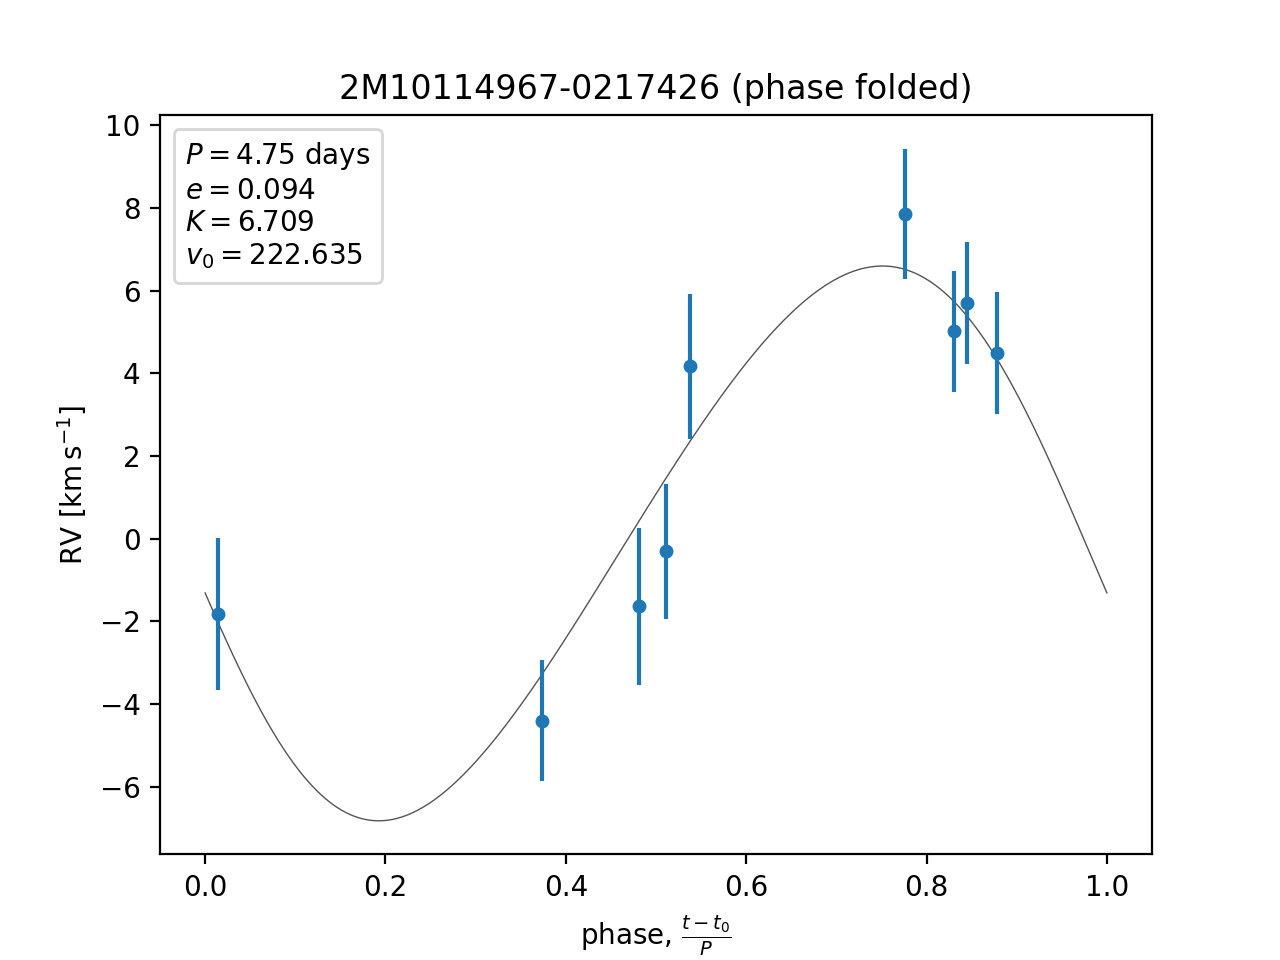 2M10114967-0217426 (phase folded)
P = 4.75 days
e = 0.094
K = 6.709
v₀ = 222.635
10
8
6
4
2
0
−2
−4
−6
RV [km s⁻¹]
0.0 0.2 0.4 0.6 0.8 1.0
phase, (t − t₀)/P